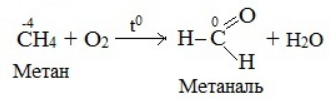 -4 t⁰ 0 O
CH₄ + O₂ → H–C + H₂O
H
Метан Метаналь